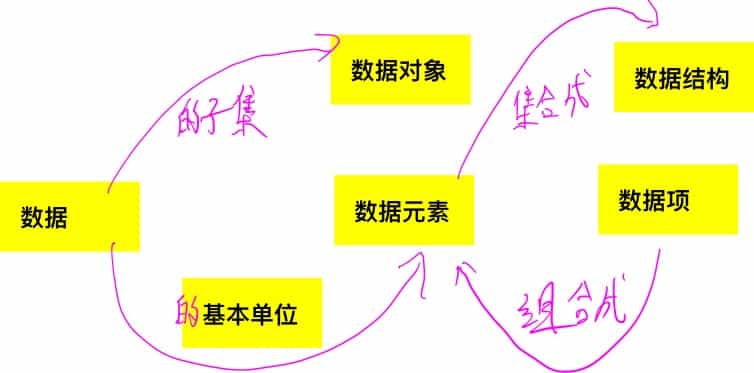 数据对象
数据结构
的子集
集合成
数据
数据元素
数据项
的基本单位
组合成